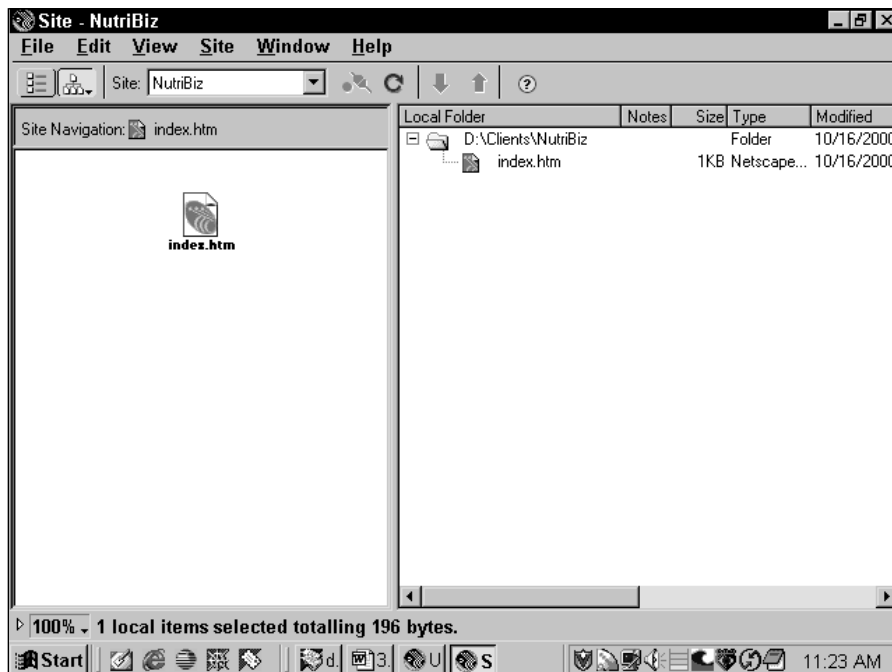 Site - NutriBiz
File Edit View Site Window Help
Site: NutriBiz
Site Navigation: index.htm
index.htm
Local Folder Notes Size Type Modified
D:\Clients\NutriBiz Folder 10/16/2000
index.htm 1KB Netscape... 10/16/2000
100% 1 local items selected totalling 196 bytes.
Start d. 3. U S 11:23 AM